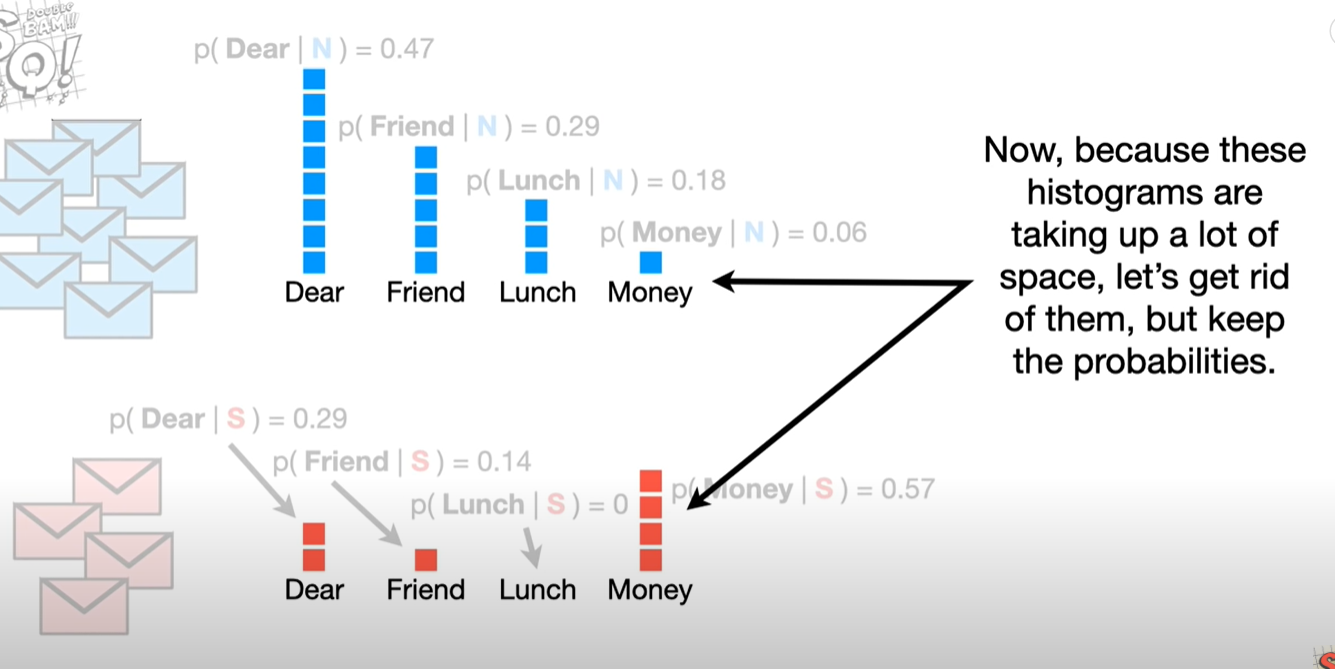 DOUBLE
BAM!!!
p( Dear | N ) = 0.47
p( Friend | N ) = 0.29
p( Lunch | N ) = 0.18
p( Money | N ) = 0.06
Dear Friend Lunch Money
Now, because these
histograms are
taking up a lot of
space, let’s get rid
of them, but keep
the probabilities.
p( Dear | S ) = 0.29
p( Friend | S ) = 0.14
p( Lunch | S ) = 0
p( Money | S ) = 0.57
Dear Friend Lunch Money